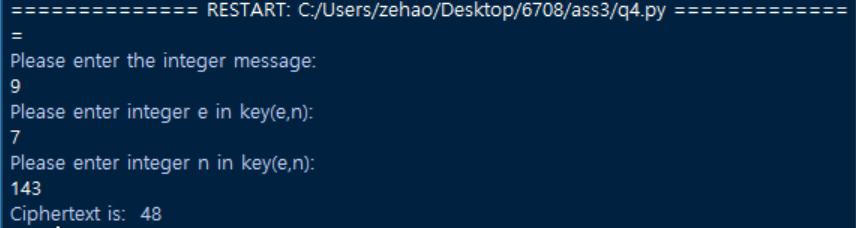 ============== RESTART: C:/Users/zehao/Desktop/6708/ass3/q4.py =============
=
Please enter the integer message:
9
Please enter integer e in key(e,n):
7
Please enter integer n in key(e,n):
143
Ciphertext is:  48